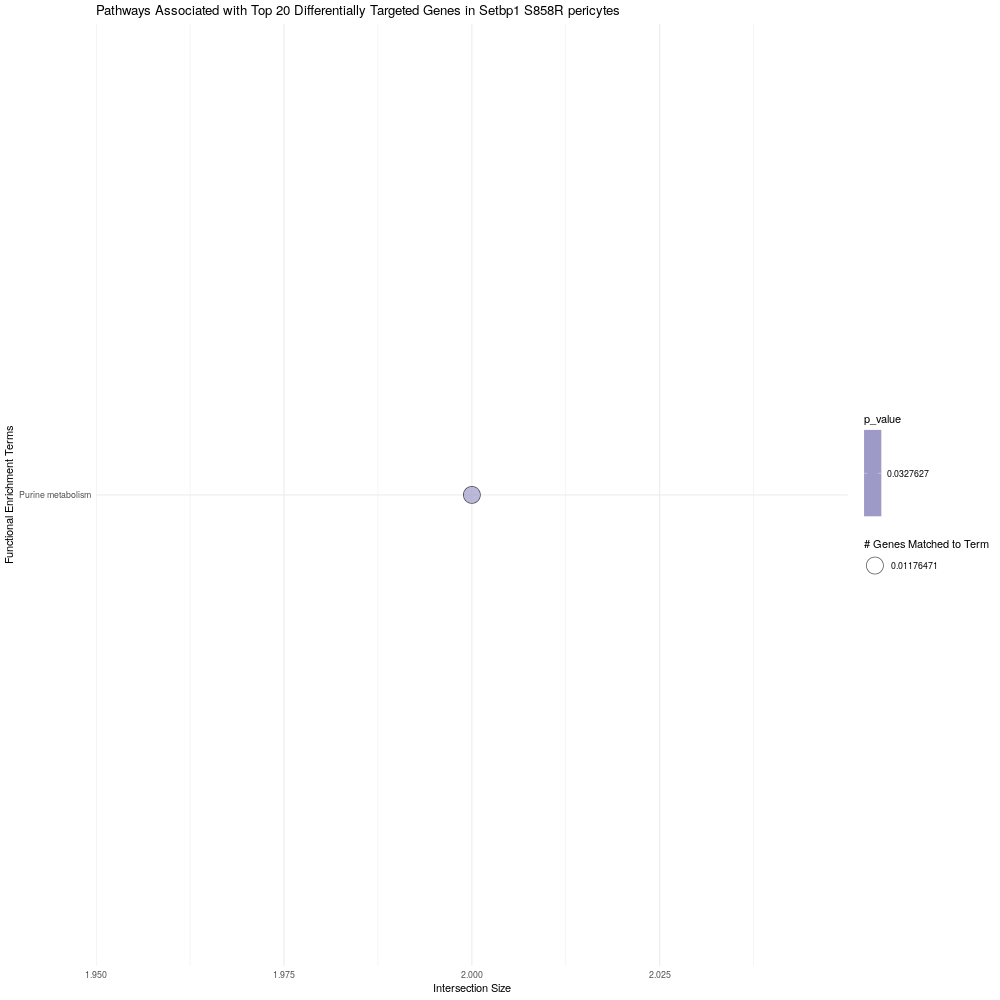 Pathways Associated with Top 20 Differentially Targeted Genes in Setbp1 S858R pericytes
Functional Enrichment Terms
Purine metabolism
p_value
0.0327627
# Genes Matched to Term
0.01176471
1.950
1.975
2.000
2.025
Intersection Size